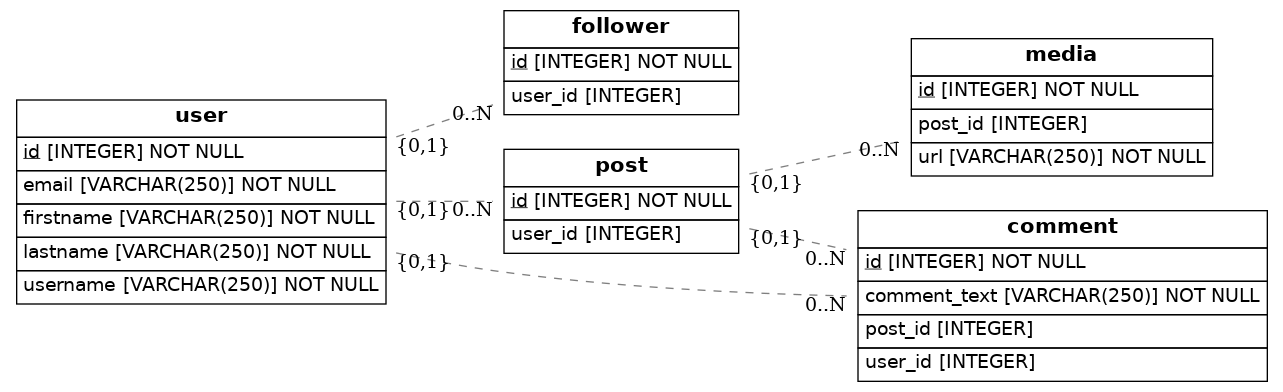 user
id [INTEGER] NOT NULL
email [VARCHAR(250)] NOT NULL
firstname [VARCHAR(250)] NOT NULL
lastname [VARCHAR(250)] NOT NULL
username [VARCHAR(250)] NOT NULL
{0,1}
0..N
{0,1}
0..N
{0,1}
0..N
follower
id [INTEGER] NOT NULL
user_id [INTEGER]
post
id [INTEGER] NOT NULL
user_id [INTEGER]
{0,1}
0..N
{0,1}
0..N
media
id [INTEGER] NOT NULL
post_id [INTEGER]
url [VARCHAR(250)] NOT NULL
comment
id [INTEGER] NOT NULL
comment_text [VARCHAR(250)] NOT NULL
post_id [INTEGER]
user_id [INTEGER]